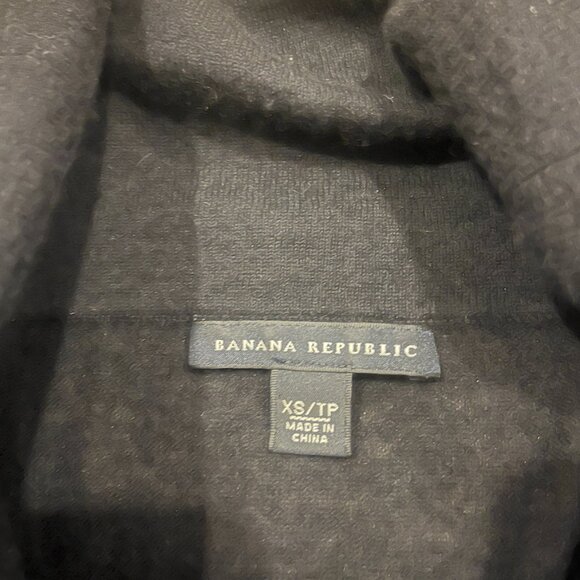 BANANA REPUBLIC
XS/TP
MADE IN
CHINA